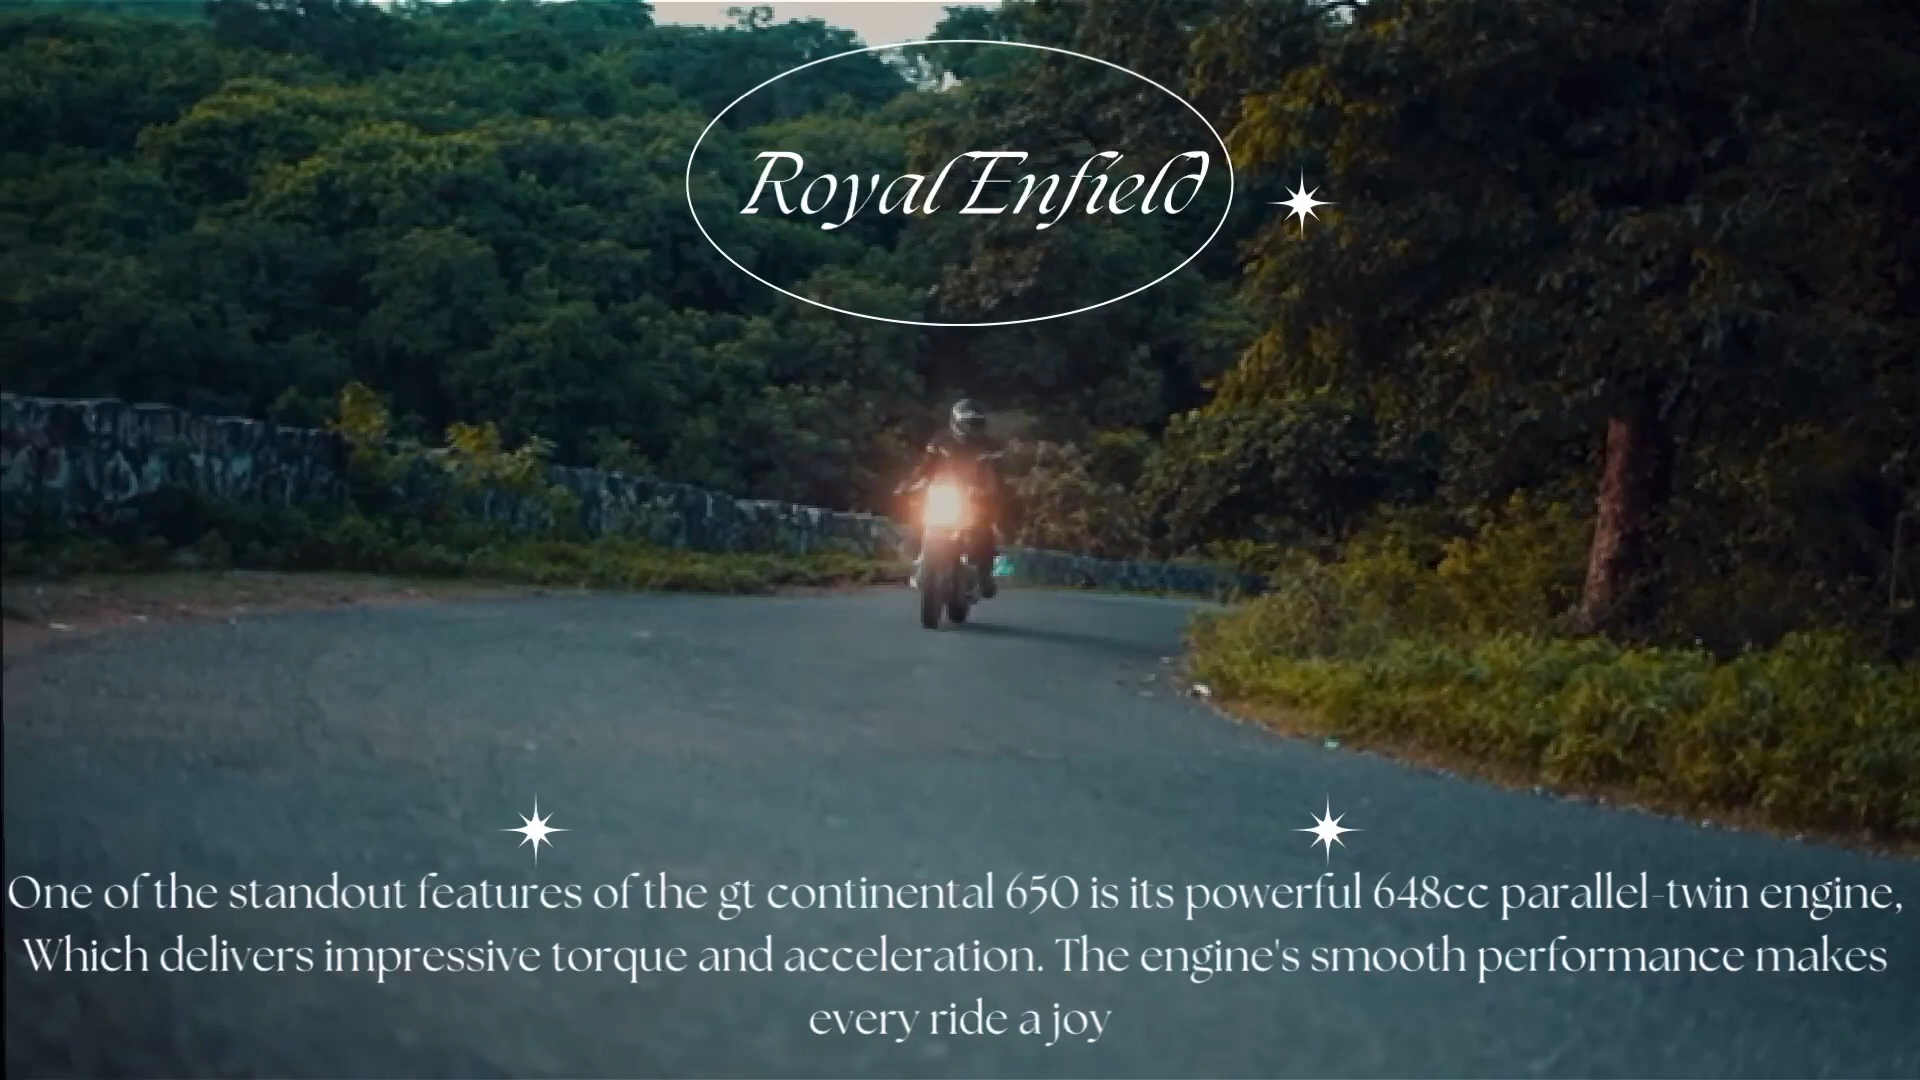 Royal Enfield
One of the standout features of the gt continental 650 is its powerful 648cc parallel-twin engine,
Which delivers impressive torque and acceleration. The engine's smooth performance makes
every ride a joy